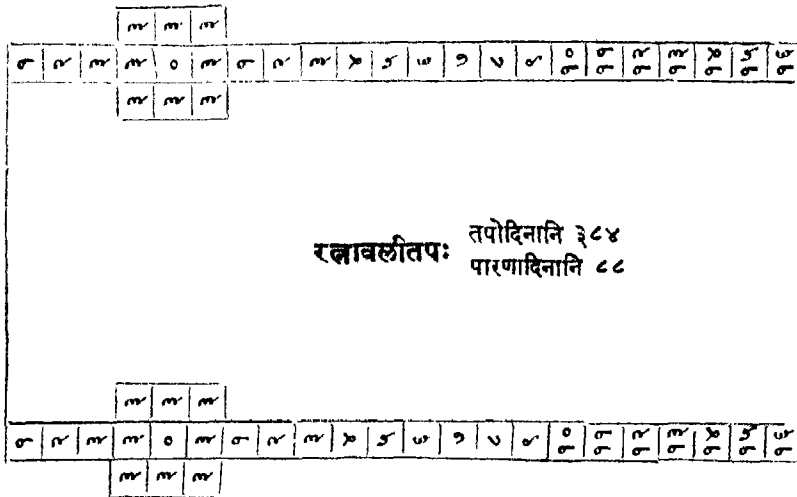 ३ ३ ३
१ २ ३ ३ ० ३ १ २ ३ ४ ५ ६ ७ ८ ९ १० ११ १२ १३ १४ १५ १६
३ ३ ३
रत्नावलीतपः
तपोदिनानि ३८४
पारणादिनानि ८८
३ ३ ३
१ २ ३ ३ ० ३ १ २ ३ ४ ५ ६ ७ ८ ९ १० ११ १२ १३ १४ १५ १६
३ ३ ३